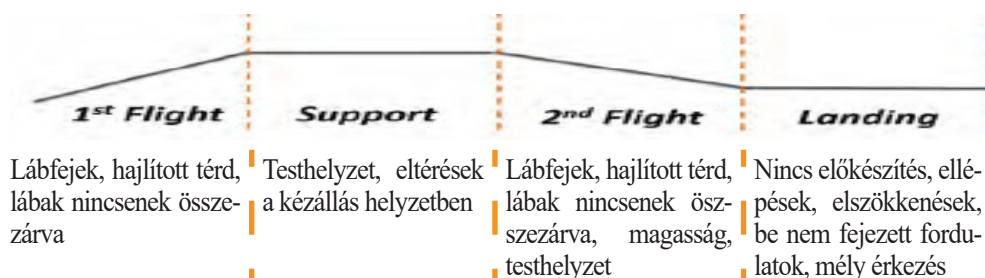 1st Flight
Support
2nd Flight
Landing
Lábfejek, hajlított térd,
lábak nincsenek össze-
zárva
Testhelyzet, eltérések
a kézállás helyzetben
Lábfejek, hajlított térd,
lábak nincsenek ösz-
szezárva, magasság,
testhelyzet
Nincs előkészítés, ellé-
pések, elszökkenések,
be nem fejezett fordu-
latok, mély érkezés